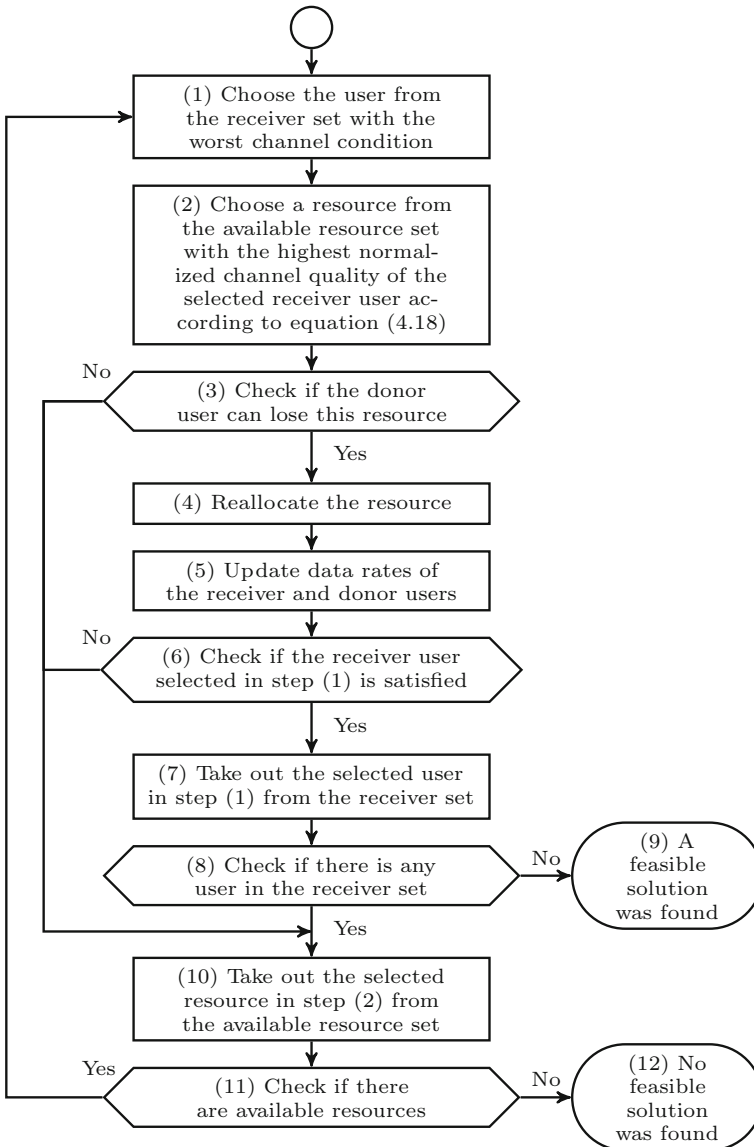 (1) Choose the user from
the receiver set with the
worst channel condition
(2) Choose a resource from
the available resource set
with the highest normal-
ized channel quality of the
selected receiver user ac-
cording to equation (4.18)
No
(3) Check if the donor
user can lose this resource
Yes
(4) Reallocate the resource
(5) Update data rates of
the receiver and donor users
No
(6) Check if the receiver user
selected in step (1) is satisfied
Yes
(7) Take out the selected user
in step (1) from the receiver set
(8) Check if there is any
user in the receiver set
No
(9) A
feasible
solution
was found
Yes
(10) Take out the selected
resource in step (2) from
the available resource set
Yes
(11) Check if there
are available resources
No
(12) No
feasible
solution
was found